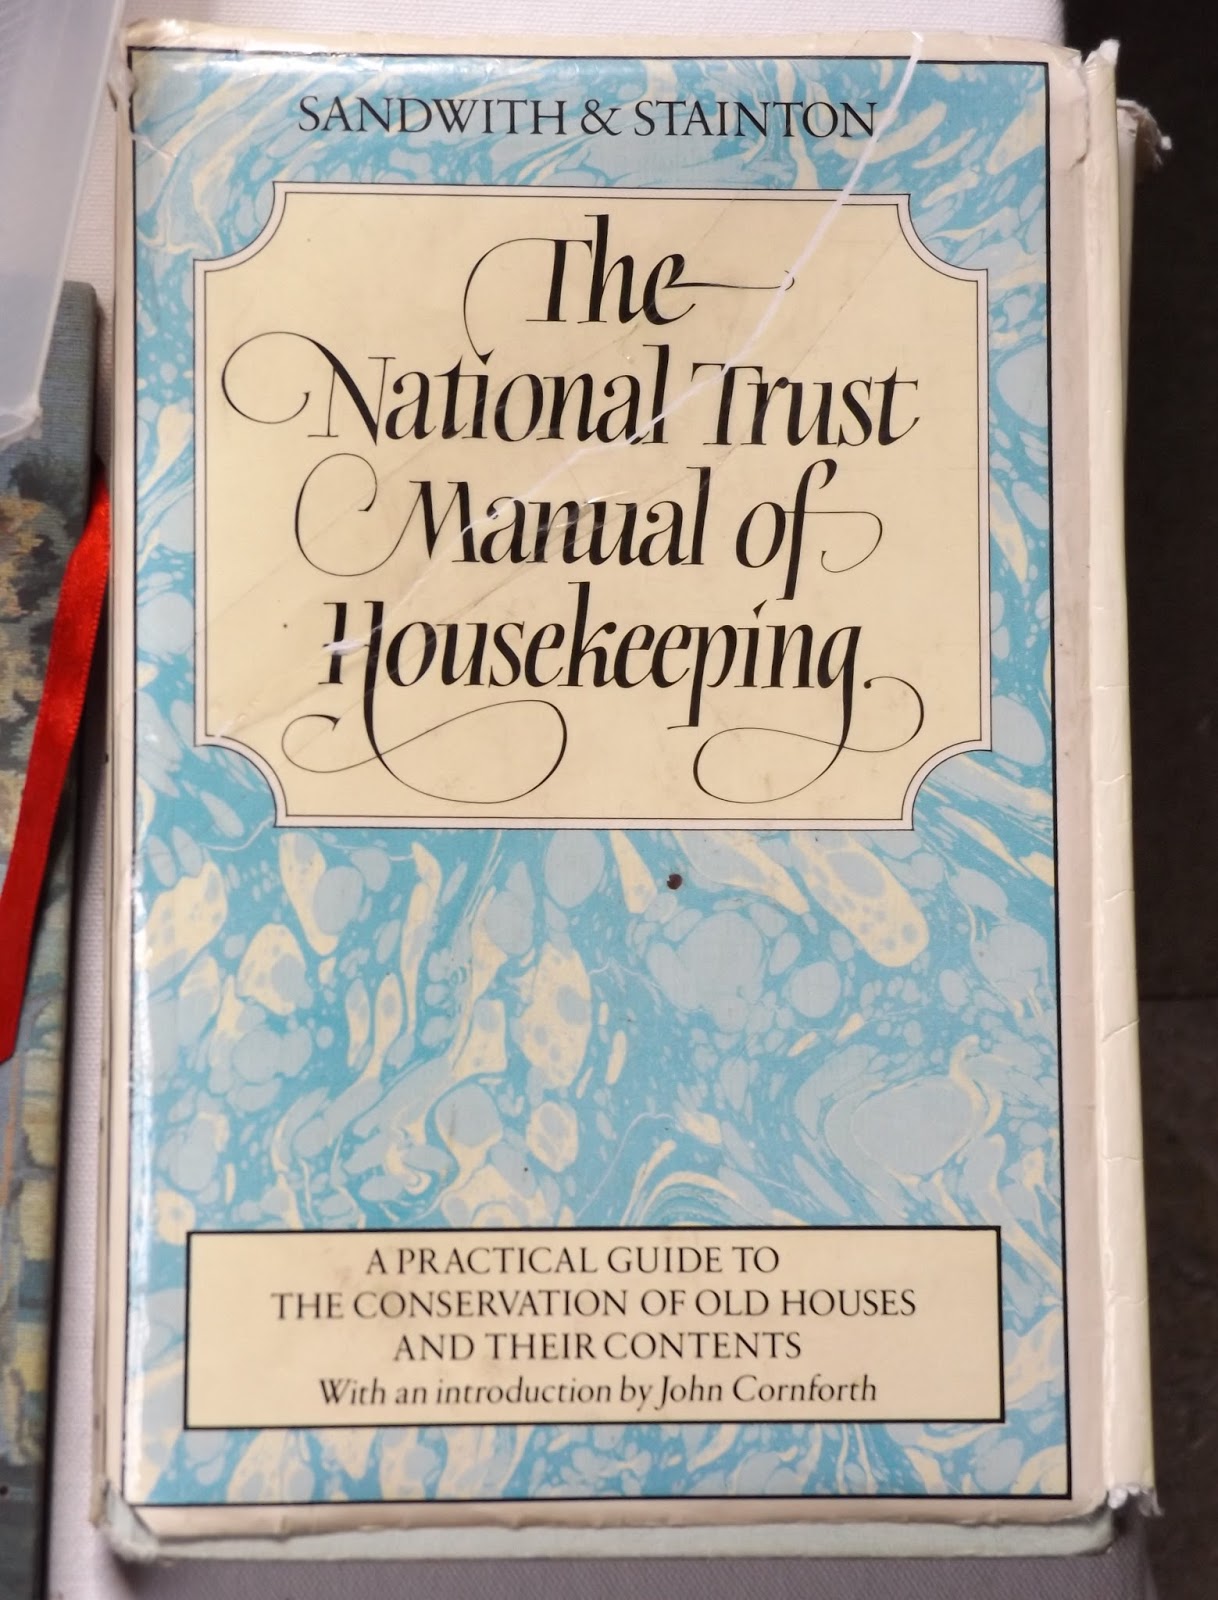 SANDWITH & STAINTON
The
National Trust
Manual of
Housekeeping.
A PRACTICAL GUIDE TO
THE CONSERVATION OF OLD HOUSES
AND THEIR CONTENTS
With an introduction by John Cornforth